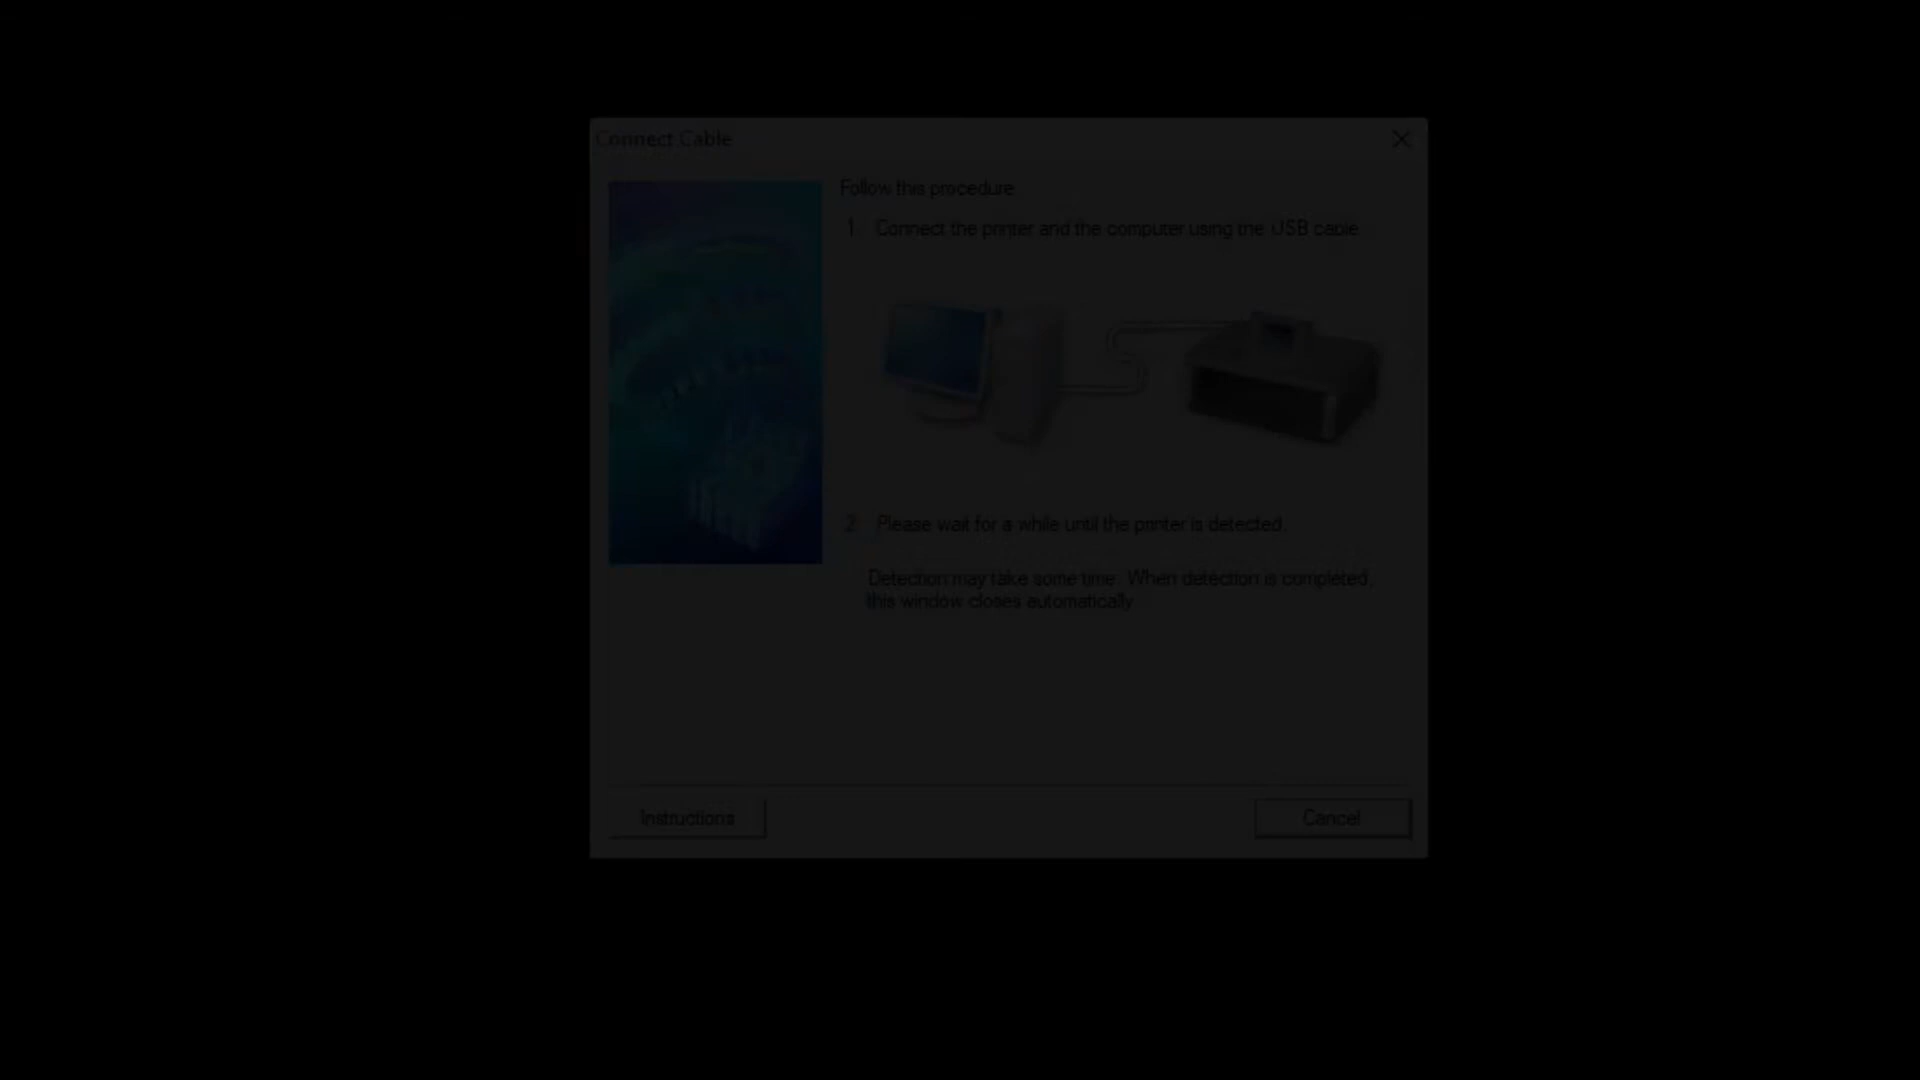 Connect Cable
Follow this procedure
1. Connect the printer and the computer using the USB cable.
2. Please wait for a while until the printer is detected.
Detection may take some time. When detection is completed,
this window closes automatically.
Instructions
Cancel